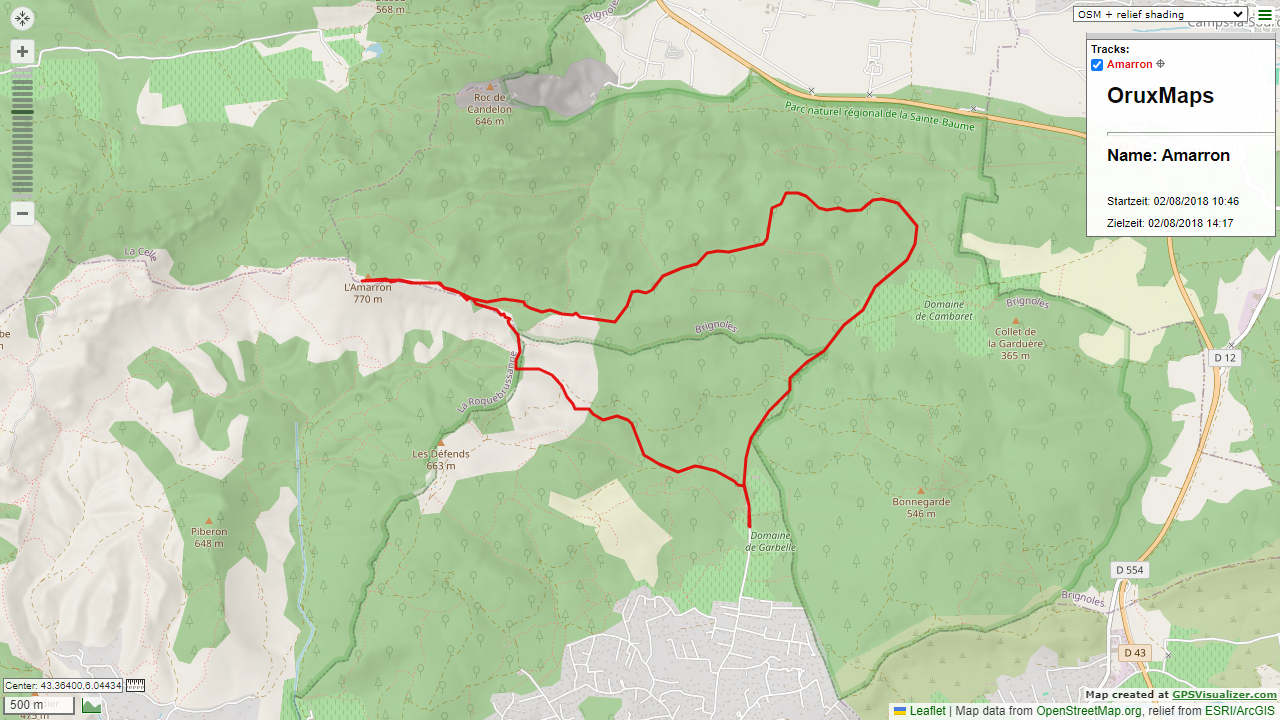 568 m
Brignoles
OSM + relief shading
Tracks:
Amarron
OruxMaps
Name: Amarron
Startzeit: 02/08/2018 10:46
Zielzeit: 02/08/2018 14:17
Roc de
Candelon
646 m
Parc naturel régional de la Sainte-Baume
La Celle
L'Amarron
770 m
Domaine
de Cambaret
Brignoles
Collet de
la Garduère
365 m
Brignoles
D 12
La Roquebrussanne
Les Défends
663 m
Bonnegarde
546 m
Piberon
648 m
Domaine
de Garbelle
D 554
Brignoles
D 43
Center: 43.36400,6.04434
500 m
Map created at GPSVisualizer.com
Leaflet | Map data from OpenStreetMap.org, relief from ESRI/ArcGIS